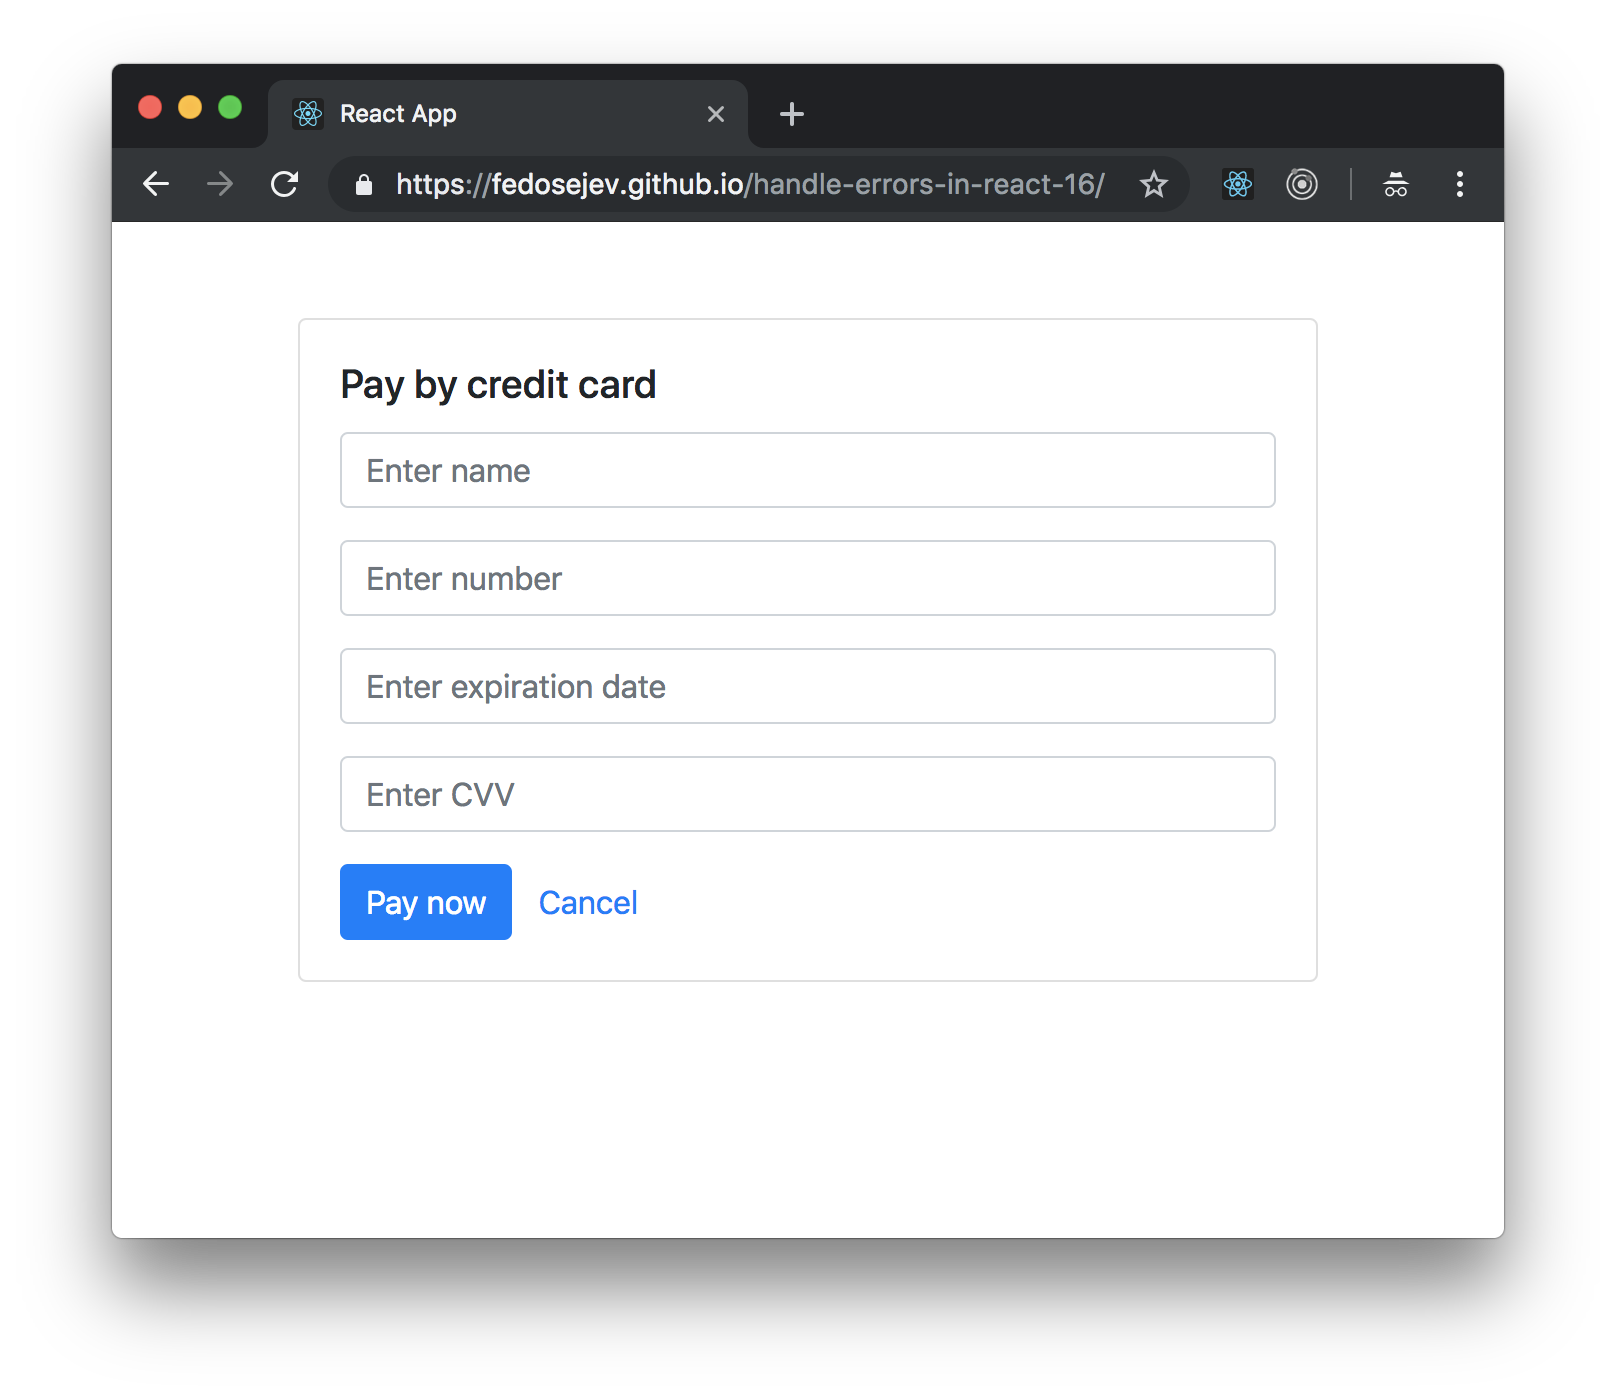 React App
https://fedosejev.github.io/handle-errors-in-react-16/
Pay by credit card
Enter name
Enter number
Enter expiration date
Enter CVV
Pay now Cancel